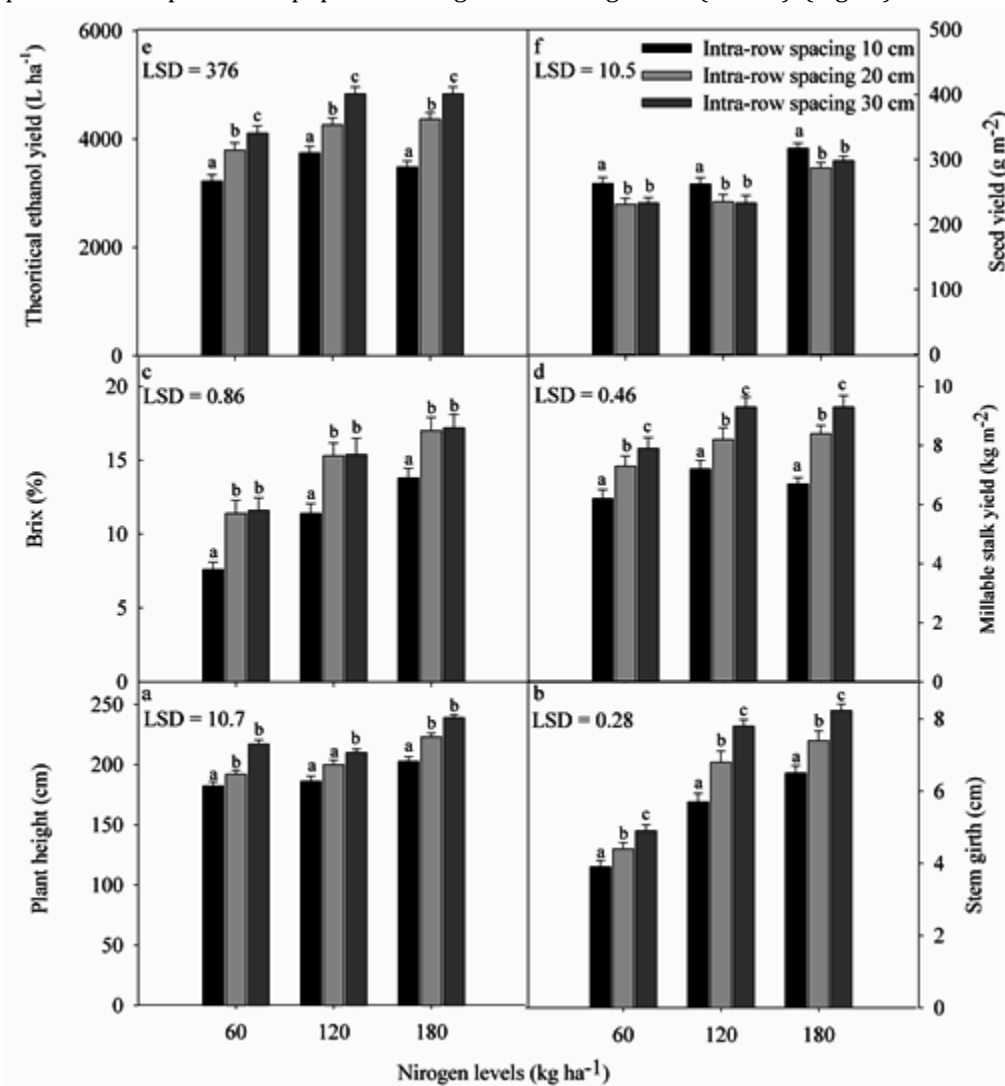 6000
4000
2000
0
Theoritical ethanol yield (L ha⁻¹)
e
LSD = 376
a b c
a b c
a b c
f
LSD = 10.5
Intra-row spacing 10 cm
Intra-row spacing 20 cm
Intra-row spacing 30 cm
a b b
a b b
a b b
500
400
300
200
100
0
Seed yield (g m⁻²)
20
15
10
5
0
Brix (%)
c
LSD = 0.86
a b b
a b b
a b b
d
LSD = 0.46
a b c
a b c
a b c
10
8
6
4
2
0
Millable stalk yield (kg m⁻²)
250
200
150
100
50
0
Plant height (cm)
a
LSD = 10.7
a b b
a a b
a b b
b
LSD = 0.28
a b c
a b c
a b c
8
6
4
2
0
Stem girth (cm)
60 120 180
60 120 180
Nirogen levels (kg ha⁻¹)